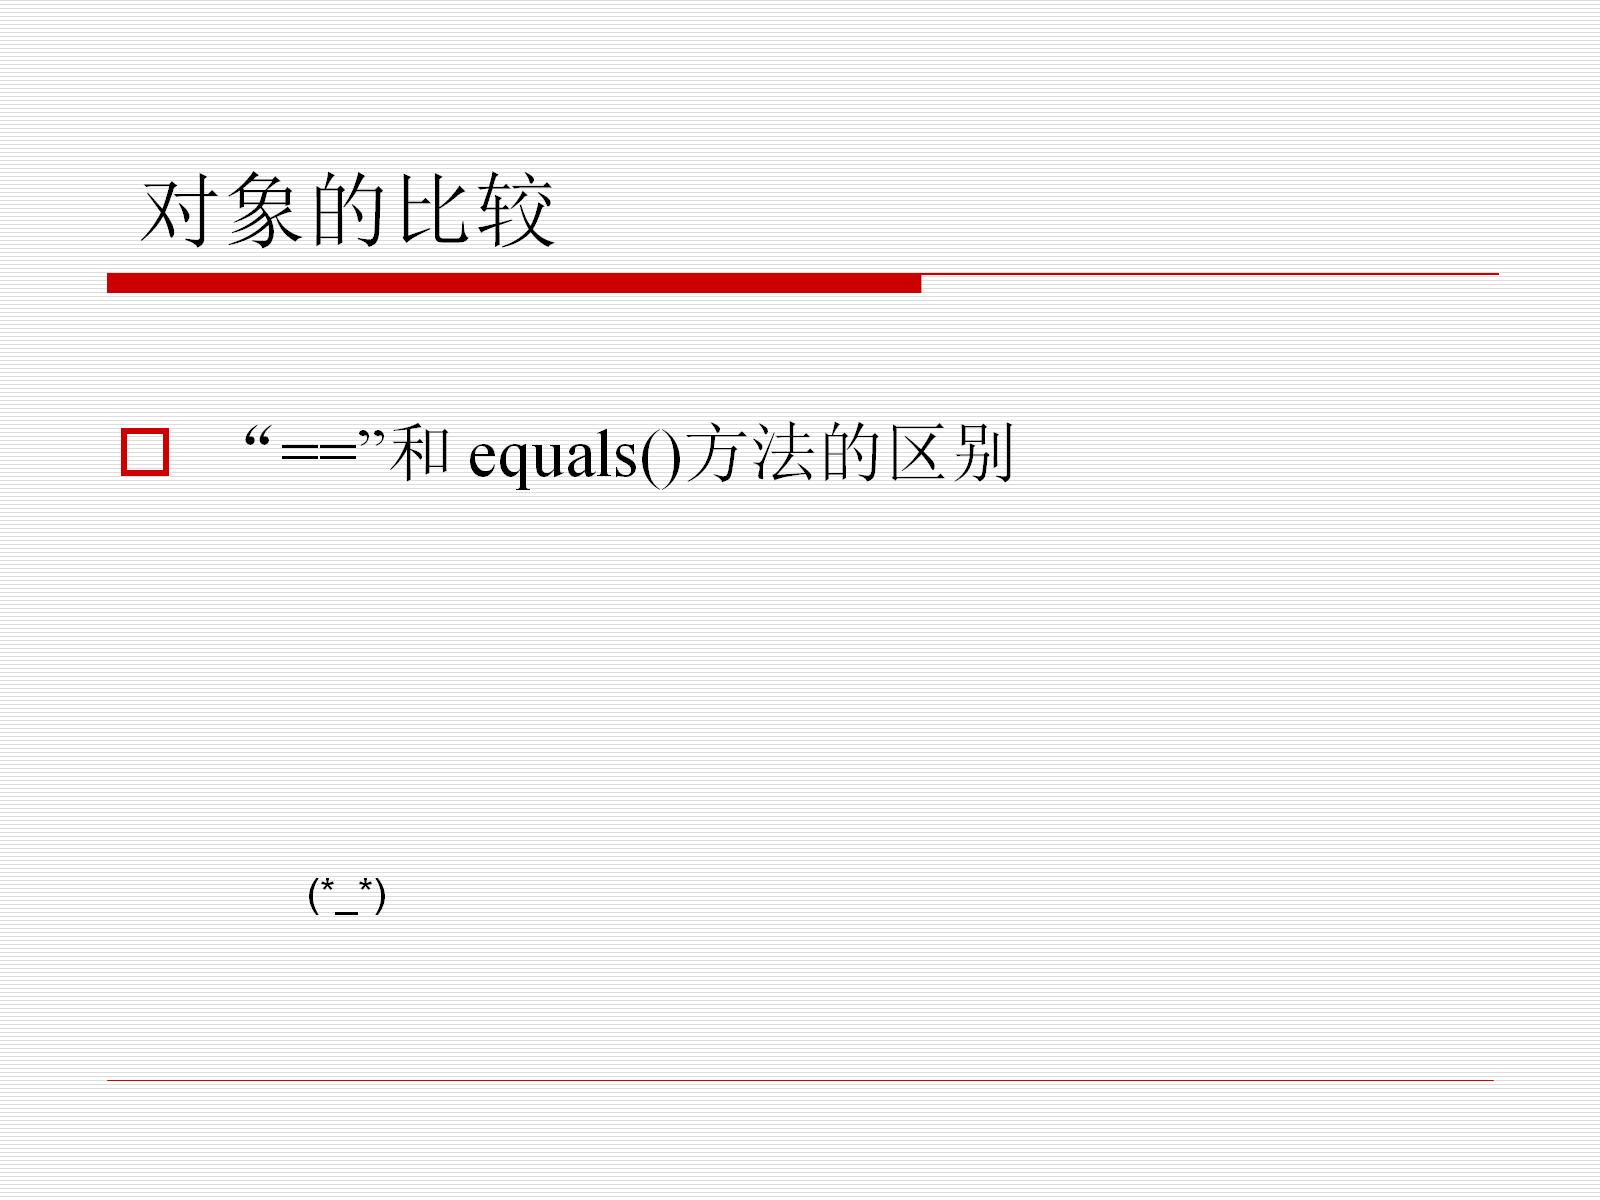 对象的比较
“==”和 equals()方法的区别
(*_*)